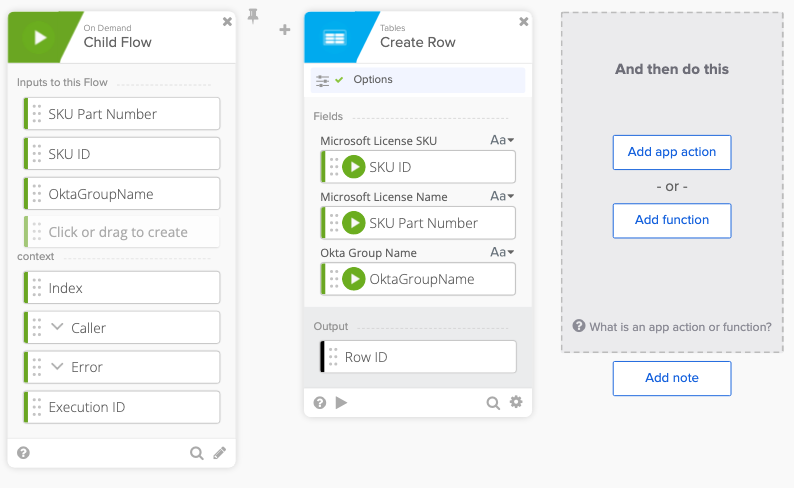 On Demand
Child Flow
Inputs to this Flow
SKU Part Number
SKU ID
OktaGroupName
Click or drag to create
context
Index
Caller
Error
Execution ID
Tables
Create Row
Options
Fields
Microsoft License SKU Aa
SKU ID
Microsoft License Name Aa
SKU Part Number
Okta Group Name Aa
OktaGroupName
Output
Row ID
And then do this
Add app action
- or -
Add function
What is an app action or function?
Add note